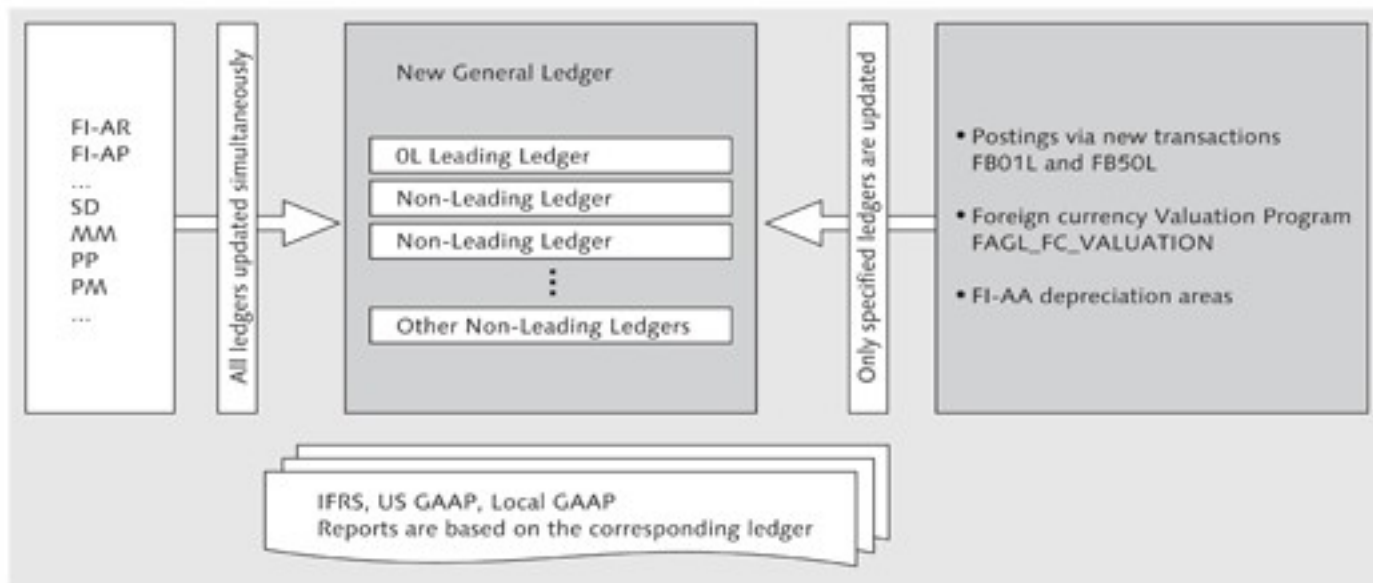 FI-AR
FI-AP
...
SD
MM
PP
PM
...
All ledgers updated simultaneously
New General Ledger
0L Leading Ledger
Non-Leading Ledger
Non-Leading Ledger
Other Non-Leading Ledgers
Only specified ledgers are updated
• Postings via new transactions
FB01L and FB50L
• Foreign currency Valuation Program
FAGL_FC_VALUATION
• FI-AA depreciation areas
IFRS, US GAAP, Local GAAP
Reports are based on the corresponding ledger